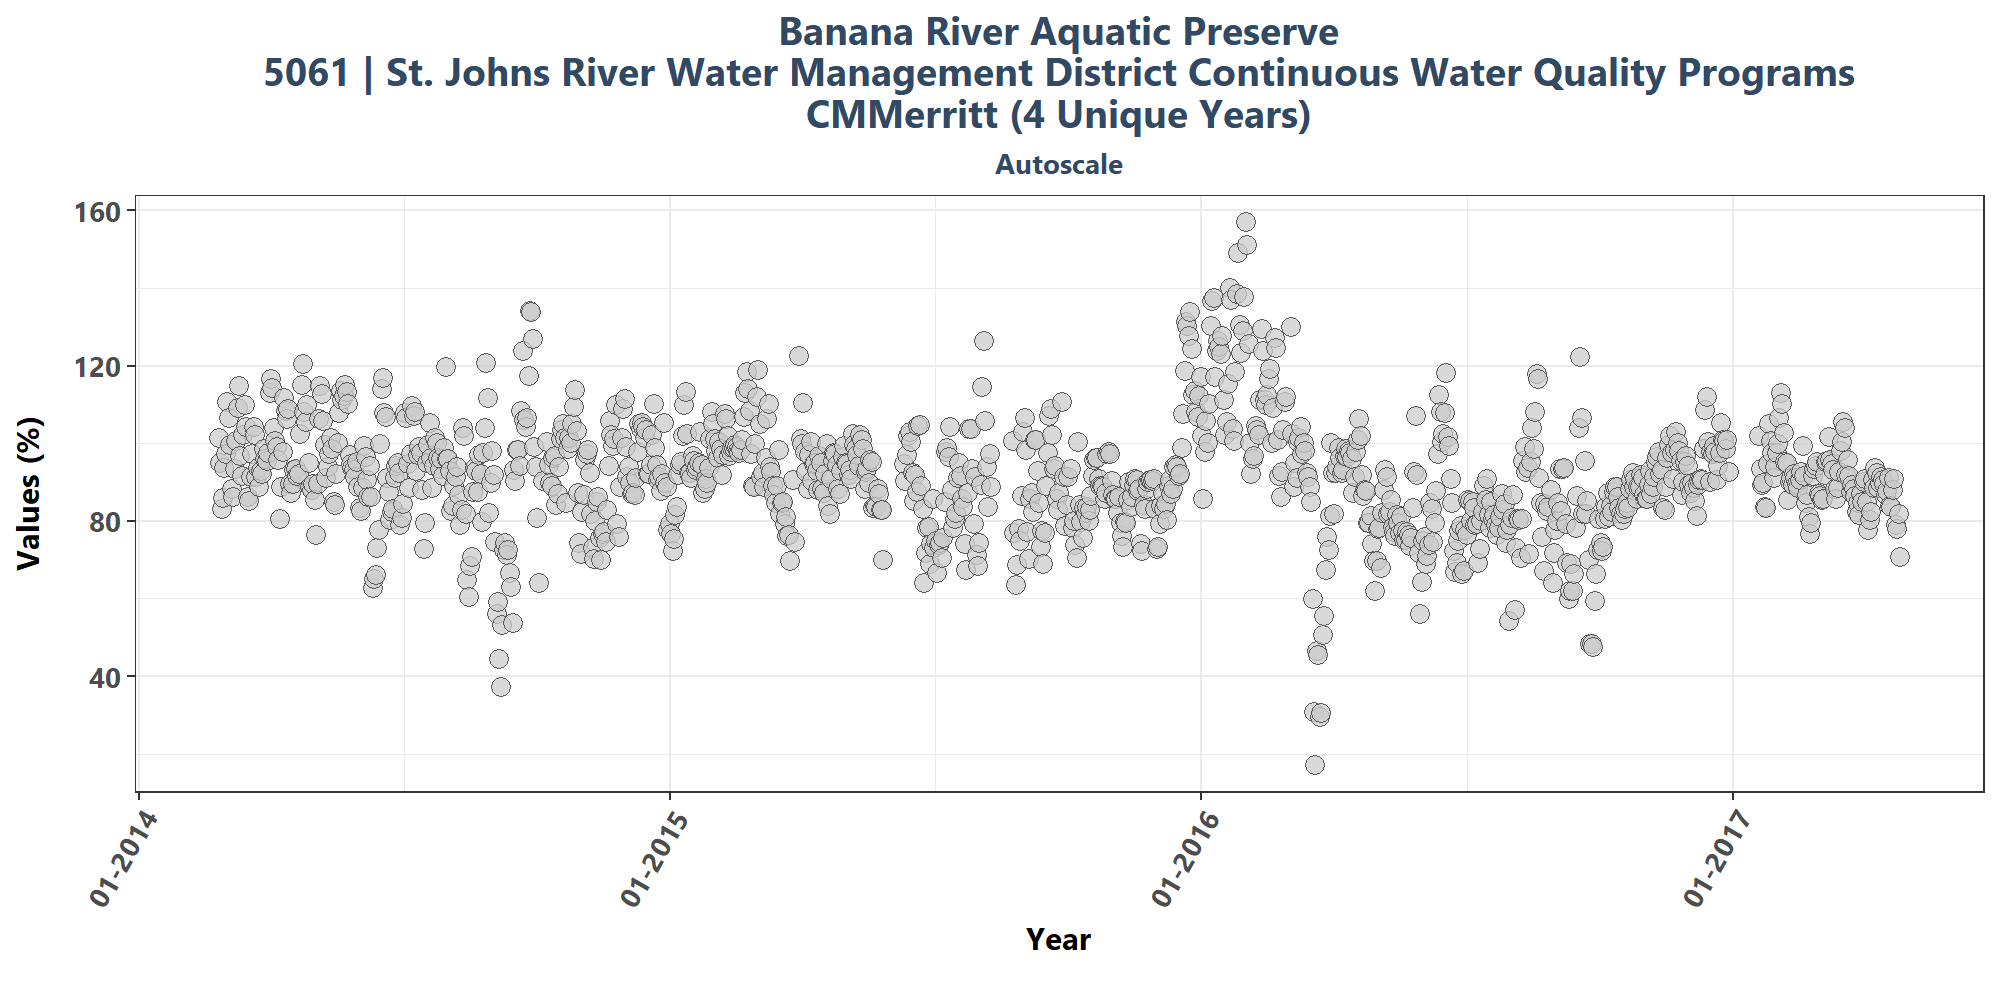 Banana River Aquatic Preserve
5061 | St. Johns River Water Management District Continuous Water Quality Programs
CMMerritt (4 Unique Years)
Autoscale
160
120
80
40
Values (%)
01-2014
01-2015
01-2016
01-2017
Year